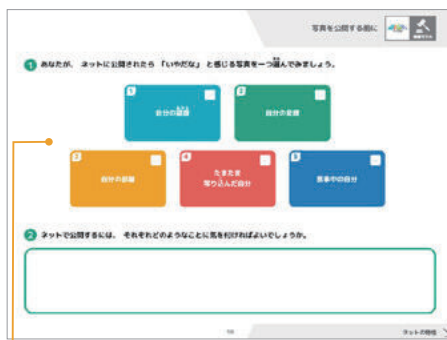 写真を公開する前に
1 あなたが、ネットに公開されたら「いやだな」と感じる写真を一つ選んでみましょう。
1
自分の寝顔
2
自分の変顔
3
自分の部屋
4
たまたま
写り込んだ自分
5
食事中の自分
2 ネットで公開するには、それぞれどのようなことに気を付ければよいでしょうか。
ネットの特性